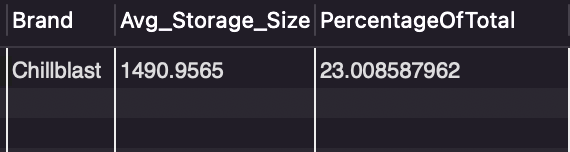 Brand Avg_Storage_Size PercentageOfTotal
Chillblast 1490.9565 23.008587962